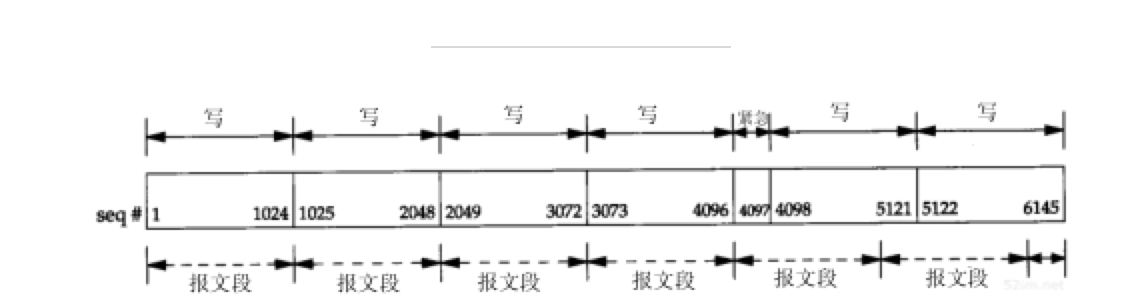 写 写 写 写 紧急 写 写
seq # 1 1024 1025 2048 2049 3072 3073 4096 4097 4098 5121 5122 6145
报文段 报文段 报文段 报文段 报文段 报文段
52im.net